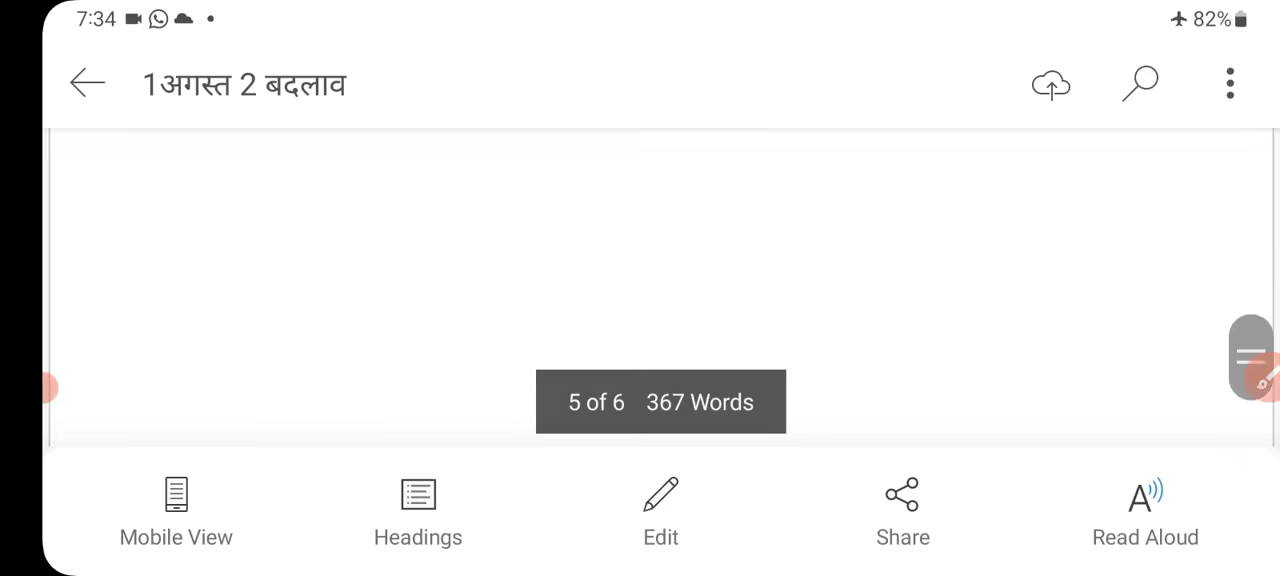 7:34 82%
1अगस्त 2 बदलाव
5 of 6 367 Words
Mobile View Headings Edit Share Read Aloud